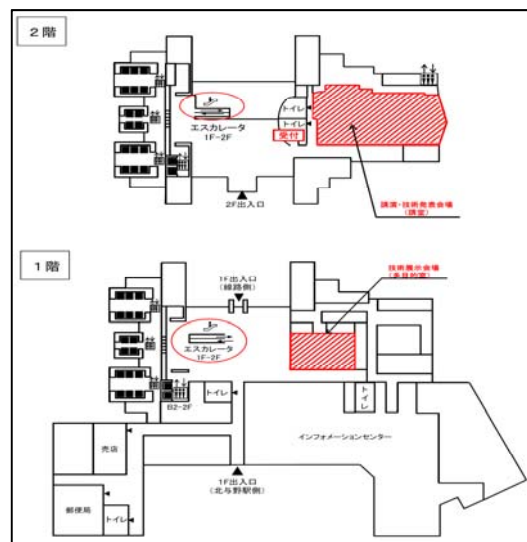 2階
トイレ
トイレ
受付
エスカレータ
1F-2F
2F出入口
講演・技術発表会場
(講堂)
1階
1F出入口
(線路側)
技術展示会場
(多目的室)
エスカレータ
1F-2F
B2-2F
トイレ
トイレ
インフォメーションセンター
売店
1F出入口
(北与野駅側)
郵便局
トイレ